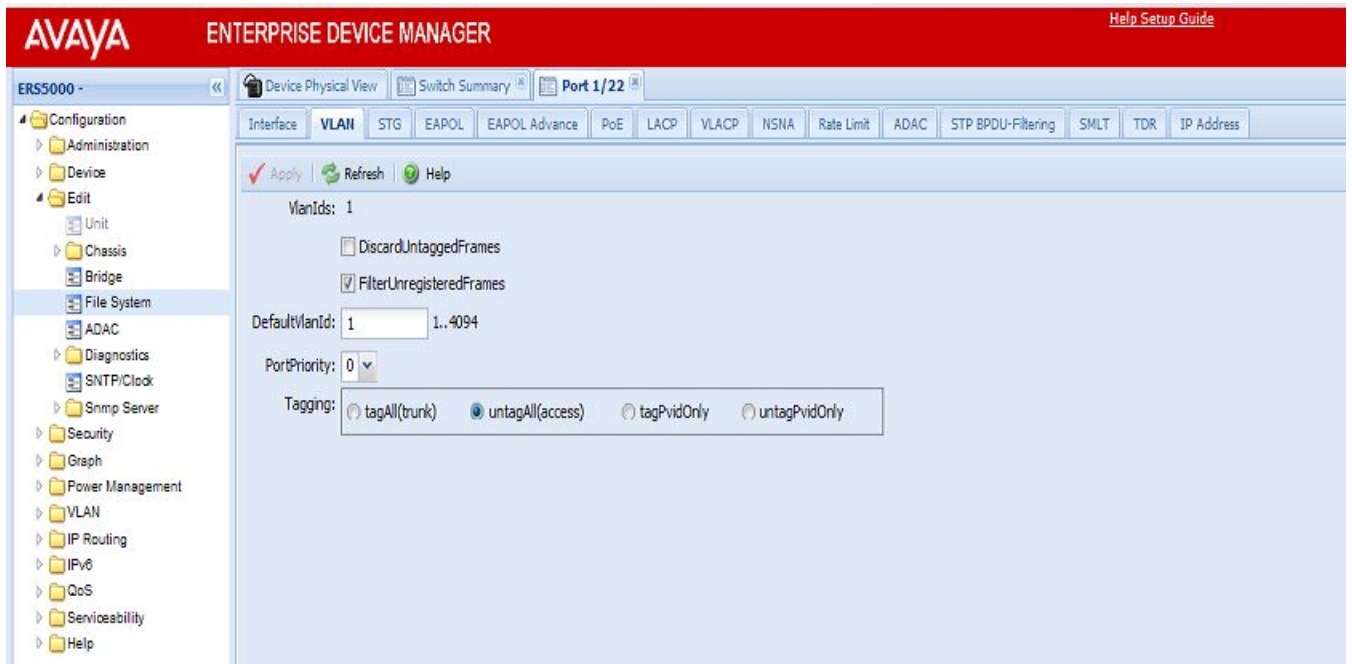 AVAYA ENTERPRISE DEVICE MANAGER Help Setup Guide
ERS5000 -
Configuration
Administration
Device
Edit
Unit
Chassis
Bridge
File System
ADAC
Diagnostics
SNTP/Clock
Snmp Server
Security
Graph
Power Management
VLAN
IP Routing
IPv6
QoS
Serviceability
Help
Device Physical View Switch Summary Port 1/22
Interface VLAN STG EAPOL EAPOL Advance PoE LACP VLACP NSNA Rate Limit ADAC STP BPDU-Filtering SMLT TDR IP Address
Apply Refresh Help
VlanIds: 1
DiscardUntaggedFrames
FilterUnregisteredFrames
DefaultVlanId: 1 1..4094
PortPriority: 0
Tagging: tagAll(trunk) untagAll(access) tagPvidOnly untagPvidOnly